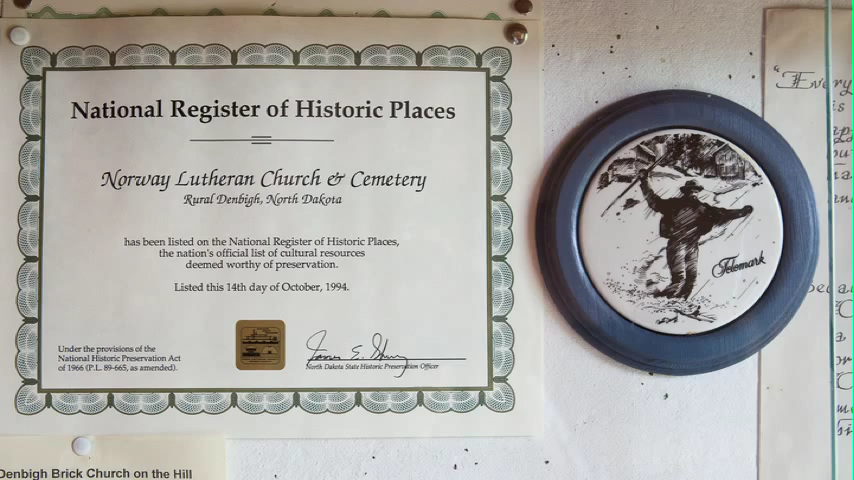 National Register of Historic Places
Norway Lutheran Church & Cemetery
Rural Denbigh, North Dakota
has been listed on the National Register of Historic Places,
the nation's official list of cultural resources
deemed worthy of preservation.
Listed this 14th day of October, 1994.
Under the provisions of the
National Historic Preservation Act
of 1966 (P.L. 89-665, as amended).
North Dakota State Historic Preservation Officer
Denbigh Brick Church on the Hill
Telemark
"Every